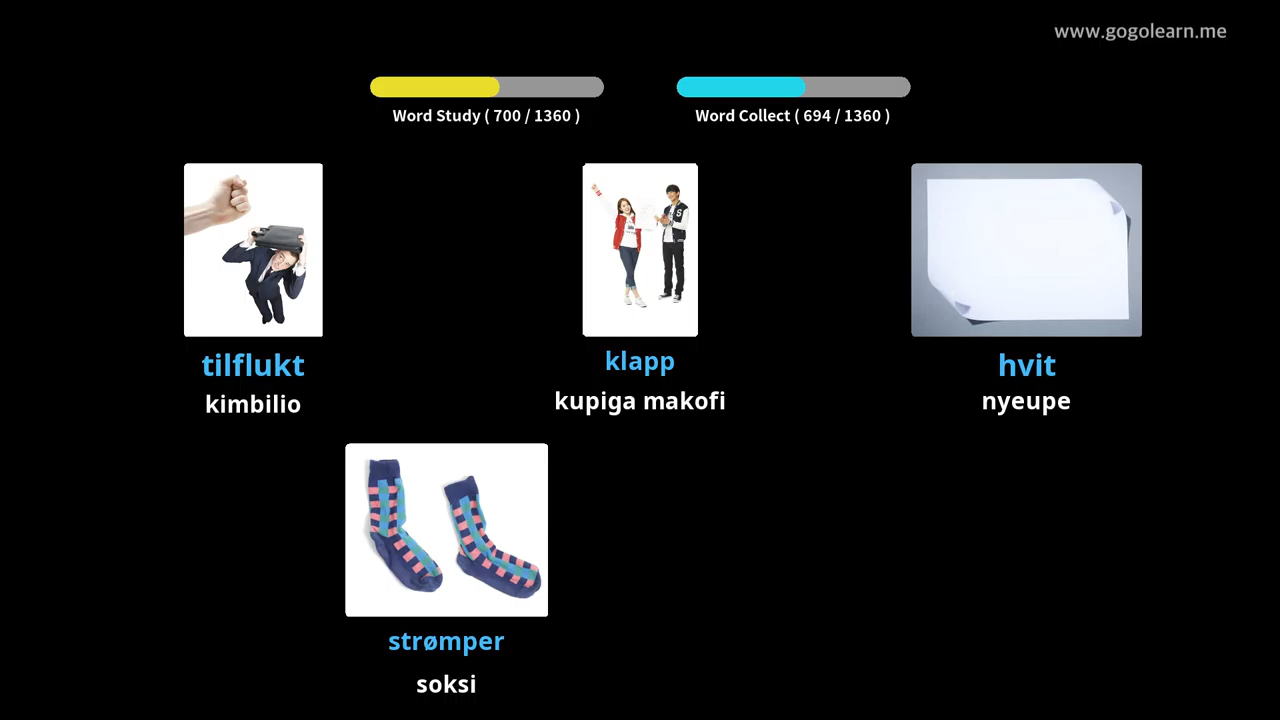 www.gogolearn.me
Word Study ( 700 / 1360 )
Word Collect ( 694 / 1360 )
tilflukt
kimbilio
klapp
kupiga makofi
hvit
nyeupe
strømper
soksi